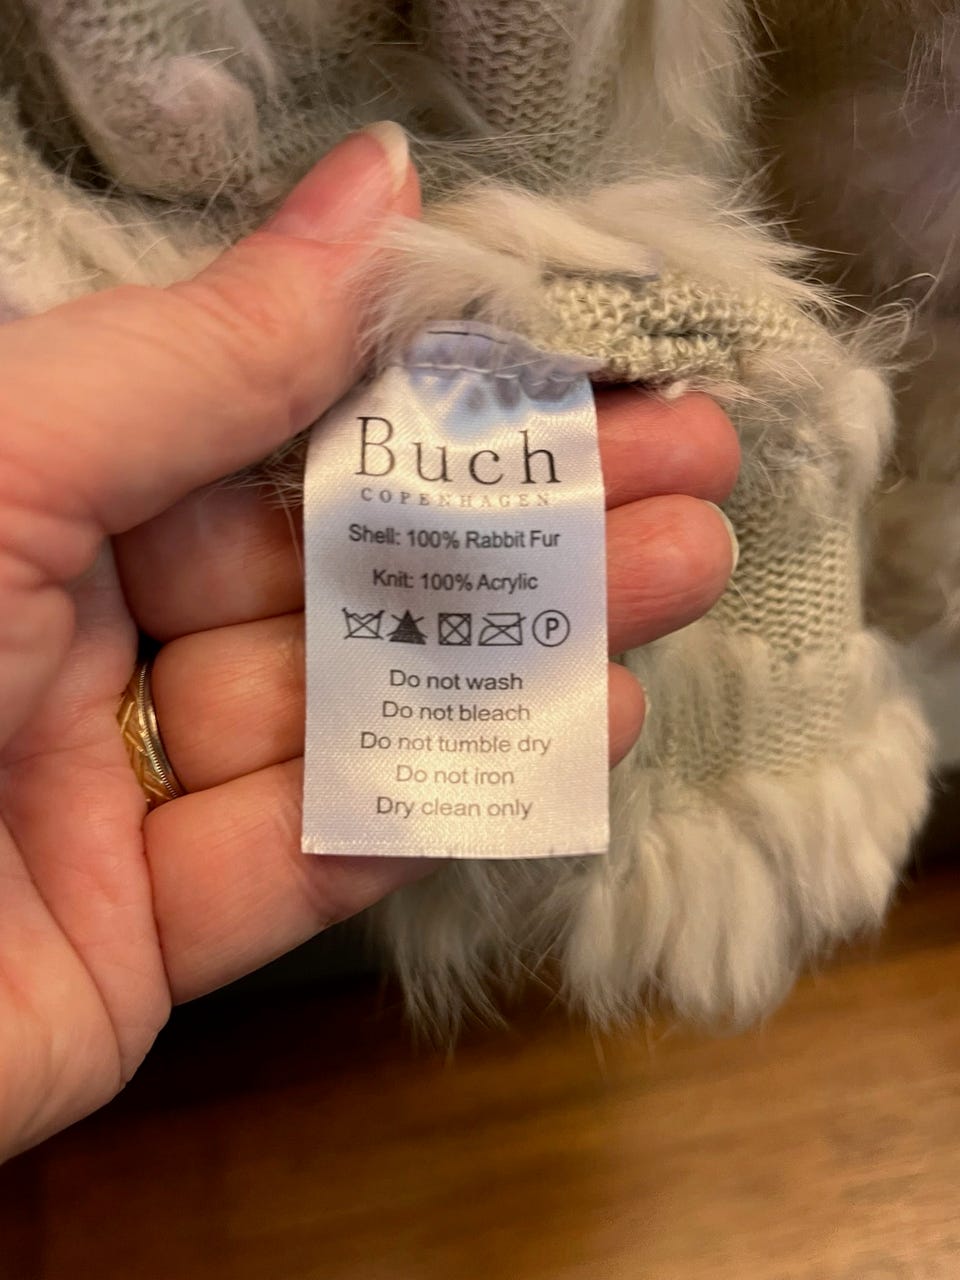 Buch
COPENHAGEN
Shell: 100% Rabbit Fur
Knit: 100% Acrylic
P
Do not wash
Do not bleach
Do not tumble dry
Do not iron
Dry clean only